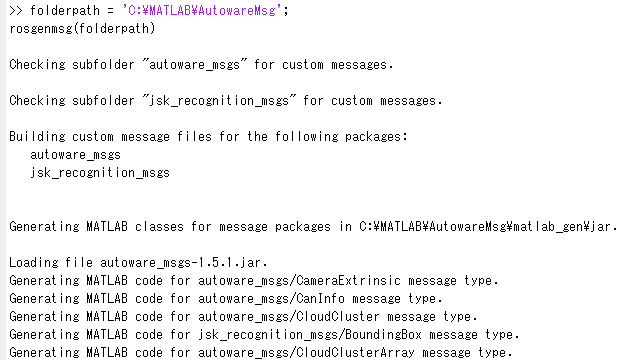 >> folderpath = 'C:¥MATLAB¥AutowareMsg';
rosgenmsg(folderpath)
Checking subfolder "autoware_msgs" for custom messages.
Checking subfolder "jsk_recognition_msgs" for custom messages.
Building custom message files for the following packages:
autoware_msgs
jsk_recognition_msgs
Generating MATLAB classes for message packages in C:¥MATLAB¥AutowareMsg¥matlab_gen¥jar.
Loading file autoware_msgs-1.5.1.jar.
Generating MATLAB code for autoware_msgs/CameraExtrinsic message type.
Generating MATLAB code for autoware_msgs/CanInfo message type.
Generating MATLAB code for autoware_msgs/CloudCluster message type.
Generating MATLAB code for jsk_recognition_msgs/BoundingBox message type.
Generating MATLAB code for autoware_msgs/CloudClusterArray message type.